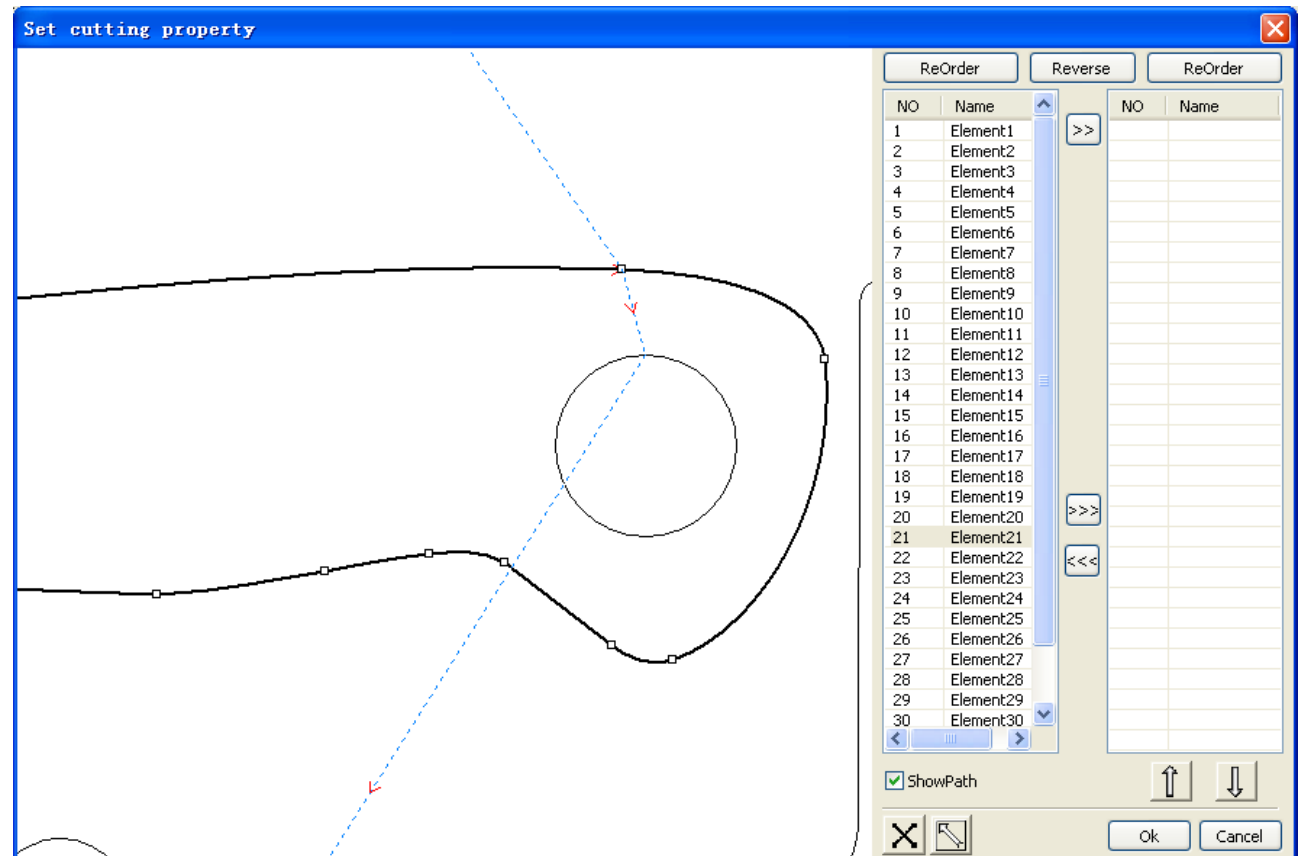 Set cutting property
ReOrder Reverse ReOrder
NO Name NO Name
1 Element1 >>
2 Element2
3 Element3
4 Element4
5 Element5
6 Element6
7 Element7
8 Element8
9 Element9
10 Element10
11 Element11
12 Element12
13 Element13
14 Element14
15 Element15
16 Element16
17 Element17
18 Element18
19 Element19
20 Element20 >>>
21 Element21
22 Element22 <<<
23 Element23
24 Element24
25 Element25
26 Element26
27 Element27
28 Element28
29 Element29
30 Element30
ShowPath
Ok Cancel